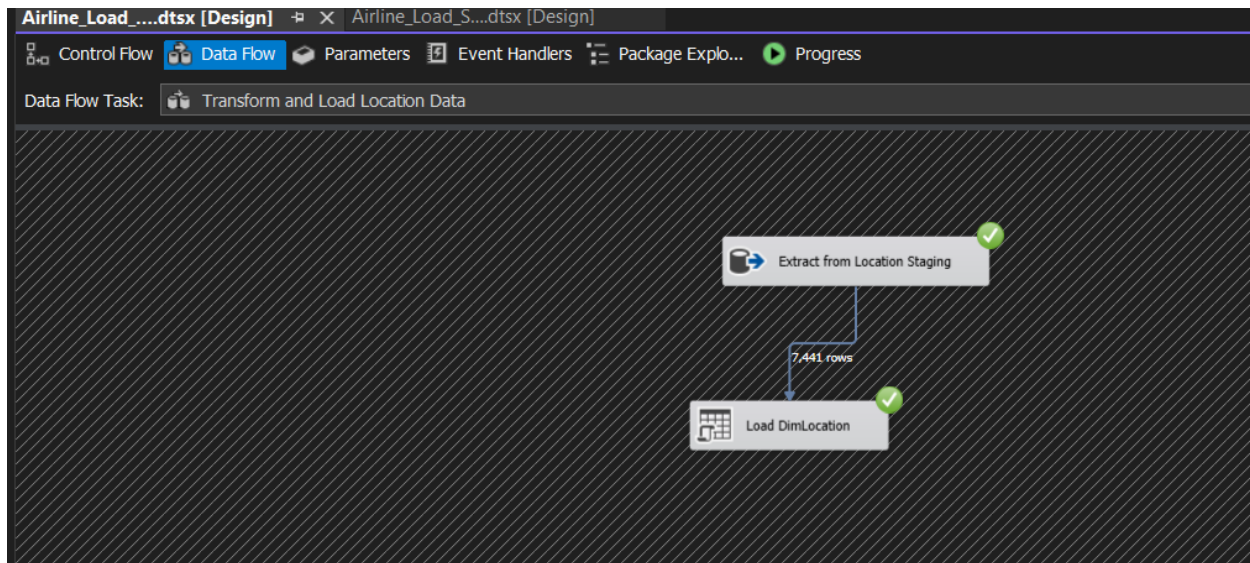 Airline_Load_....dtsx [Design] Airline_Load_S....dtsx [Design]
Control Flow Data Flow Parameters Event Handlers Package Explo... Progress
Data Flow Task: Transform and Load Location Data
Extract from Location Staging
7,441 rows
Load DimLocation